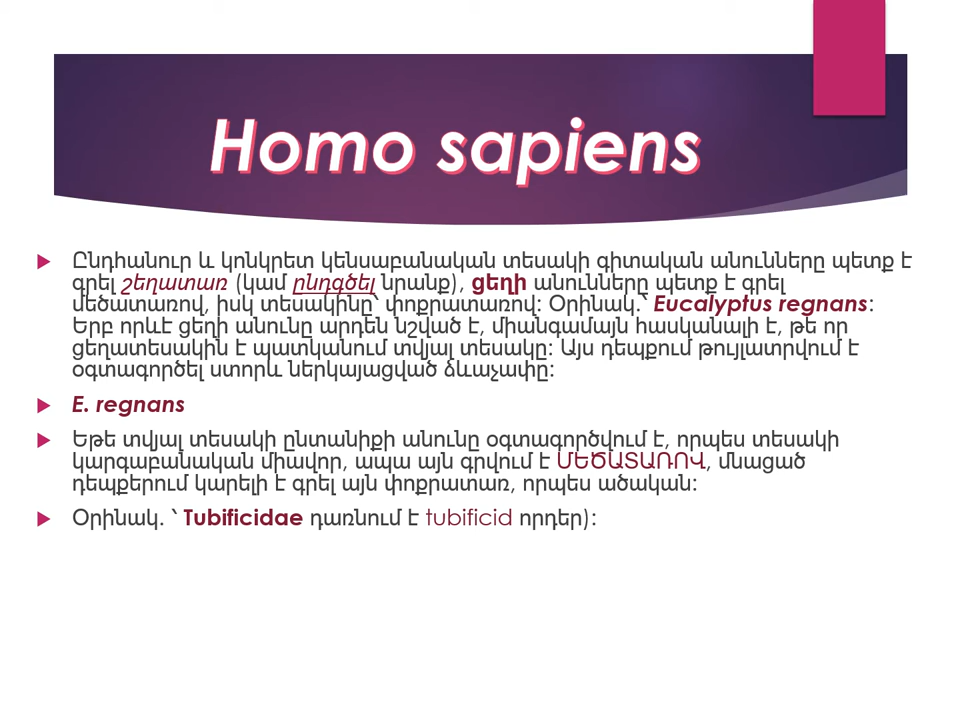 Homo sapiens
Ընդհանուր և կոնկրետ կենսաբանական տեսակի գիտական անունները պետք է
գրել շեղատառ (կամ ընդգծել նրանք), ցեղի անունները պետք է գրել
մեծատառով, իսկ տեսակինը՝ փոքրատառով: Օրինակ.՝ Eucalyptus regnans:
Երբ որևէ ցեղի անունը արդեն նշված է, միանգամայն հասկանալի է, թե որ
ցեղատեսակին է պատկանում տվյալ տեսակը: Այս դեպքում թույլատրվում է
օգտագործել ստորև ներկայացված ձևաչափը:
E. regnans
Եթե տվյալ տեսակի ընտանիքի անունը օգտագործվում է, որպես տեսակի
կարգաբանական միավոր, ապա այն գրվում է ՄԵԾԱՏԱՌՈՎ, մնացած
դեպքերում կարելի է գրել այն փոքրատառ, որպես ածական:
Օրինակ. ՝ Tubificidae դառնում է tubificid որդեր):